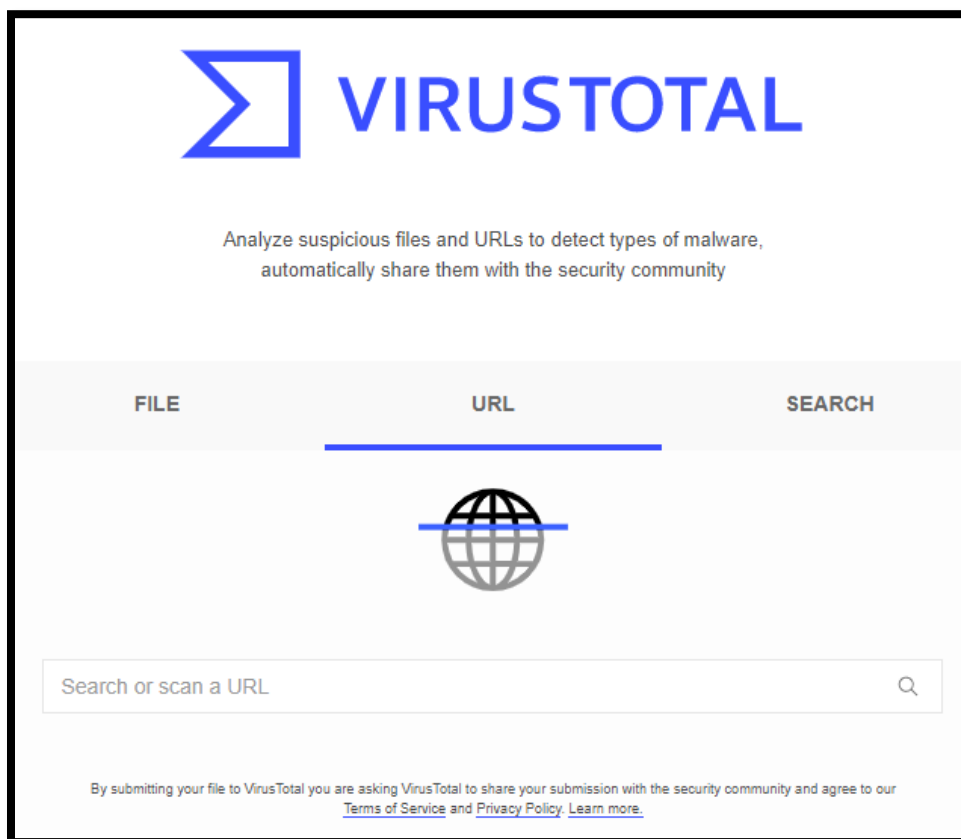 VIRUSTOTAL
Analyze suspicious files and URLs to detect types of malware,
automatically share them with the security community
FILE URL SEARCH
Search or scan a URL
By submitting your file to VirusTotal you are asking VirusTotal to share your submission with the security community and agree to our
Terms of Service and Privacy Policy. Learn more.